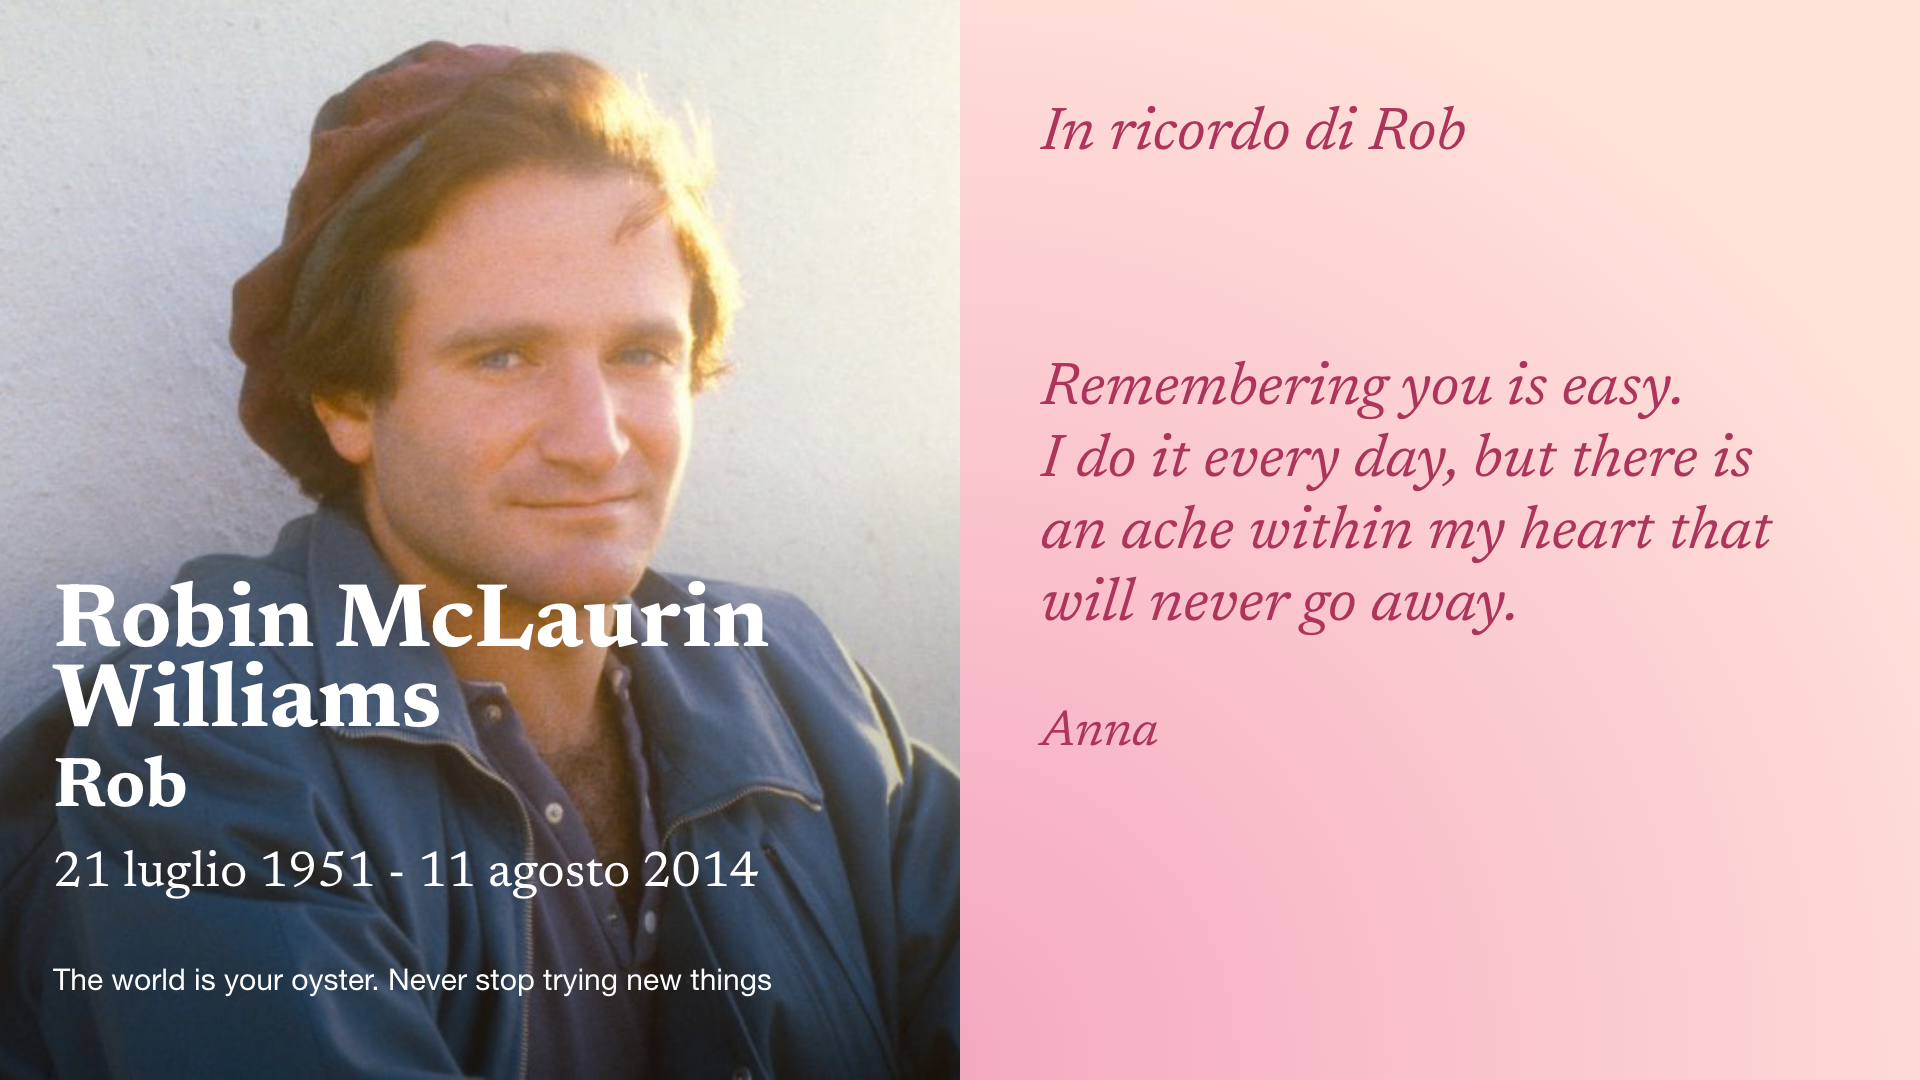 Robin McLaurin
Williams
Rob
21 luglio 1951 - 11 agosto 2014
The world is your oyster. Never stop trying new things
In ricordo di Rob
Remembering you is easy.
I do it every day, but there is
an ache within my heart that
will never go away.
Anna